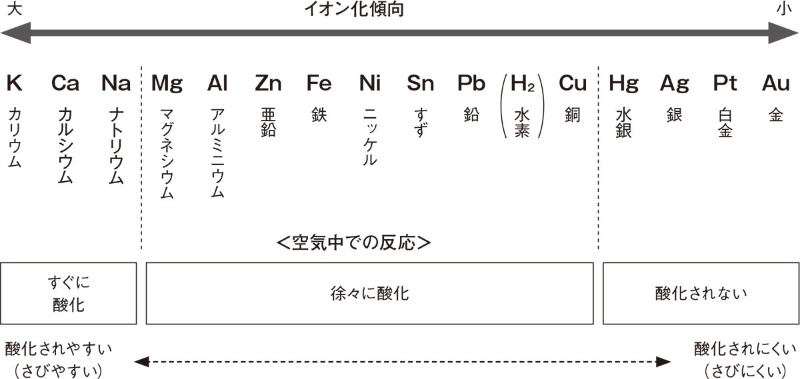 大 イオン化傾向 小
K Ca Na Mg Al Zn Fe Ni Sn Pb (H₂) Cu Hg Ag Pt Au
カリウム カルシウム ナトリウム マグネシウム アルミニウム 亜鉛 鉄 ニッケル すず 鉛 水素 銅 水銀 銀 白金 金
＜空気中での反応＞
すぐに
酸化
徐々に酸化
酸化されない
酸化されやすい
（さびやすい）
酸化されにくい
（さびにくい）